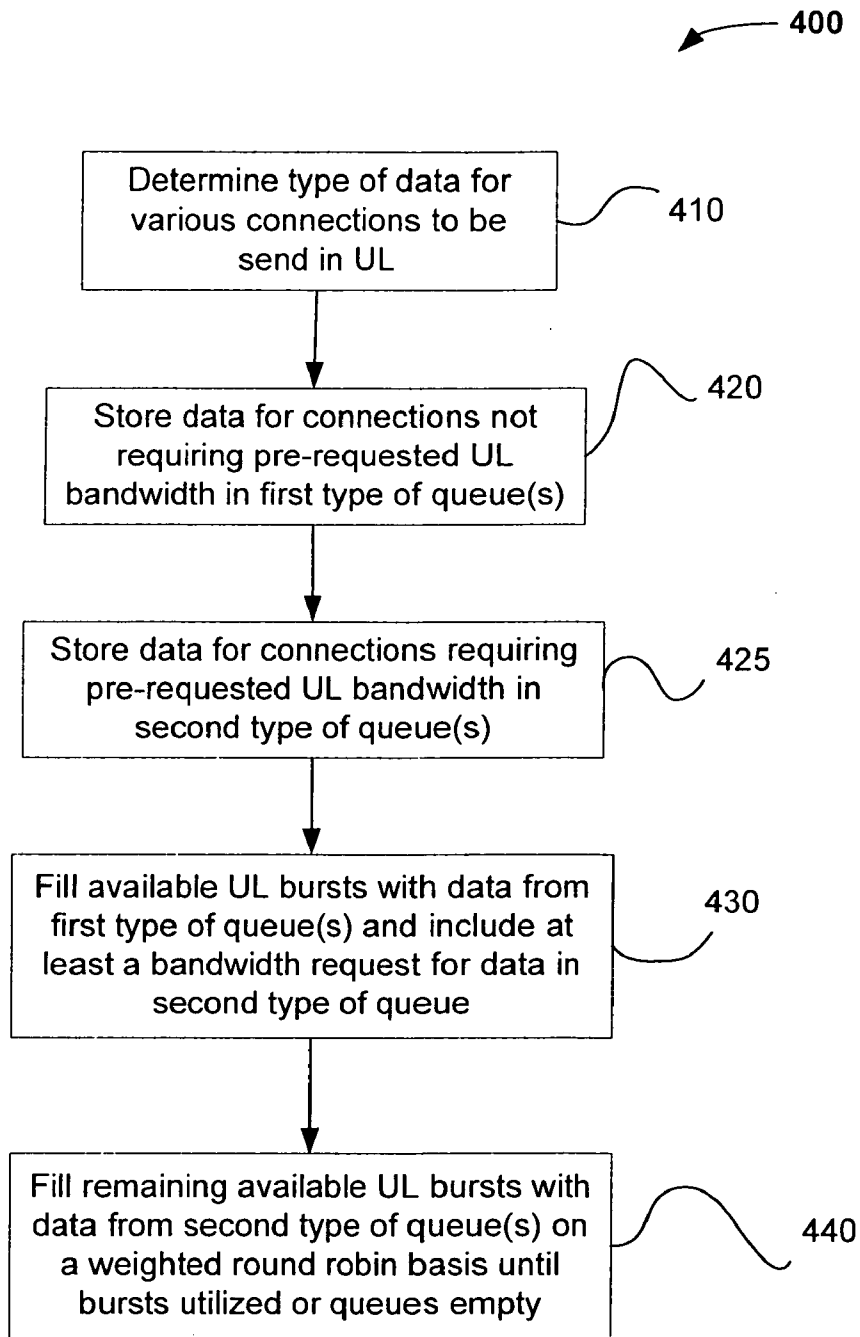 400
Determine type of data for
various connections to be
send in UL
410
Store data for connections not
requiring pre-requested UL
bandwidth in first type of queue(s)
420
Store data for connections requiring
pre-requested UL bandwidth in
second type of queue(s)
425
Fill available UL bursts with data from
first type of queue(s) and include at
least a bandwidth request for data in
second type of queue
430
Fill remaining available UL bursts with
data from second type of queue(s) on
a weighted round robin basis until
bursts utilized or queues empty
440